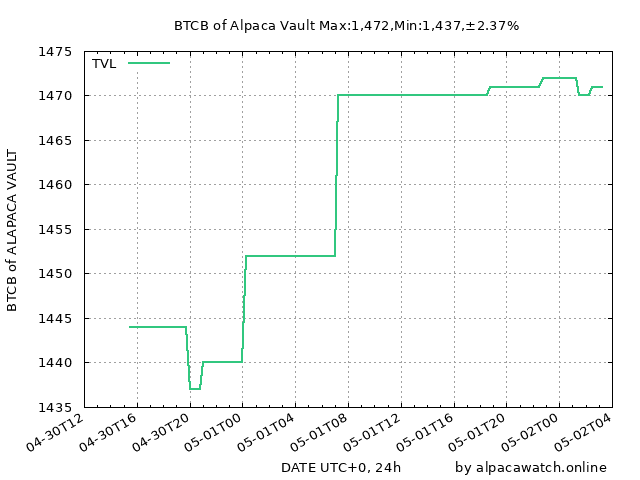 BTCB of Alpaca Vault Max:1,472,Min:1,437,±2.37%
TVL
1475
1470
1465
1460
1455
1450
1445
1440
1435
BTCB of ALAPACA VAULT
04-30T12
04-30T16
04-30T20
05-01T00
05-01T04
05-01T08
05-01T12
05-01T16
05-01T20
05-02T00
05-02T04
DATE UTC+0, 24h
by alpacawatch.online